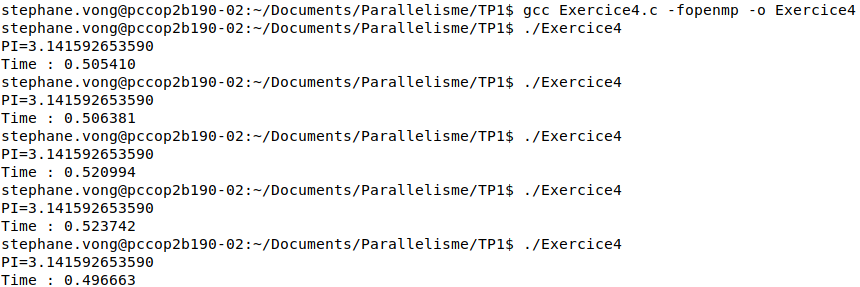 stephane.vong@pccop2b190-02:~/Documents/Parallelisme/TP1$ gcc Exercice4.c -fopenmp -o Exercice4
stephane.vong@pccop2b190-02:~/Documents/Parallelisme/TP1$ ./Exercice4
PI=3.141592653590
Time : 0.505410
stephane.vong@pccop2b190-02:~/Documents/Parallelisme/TP1$ ./Exercice4
PI=3.141592653590
Time : 0.506381
stephane.vong@pccop2b190-02:~/Documents/Parallelisme/TP1$ ./Exercice4
PI=3.141592653590
Time : 0.520994
stephane.vong@pccop2b190-02:~/Documents/Parallelisme/TP1$ ./Exercice4
PI=3.141592653590
Time : 0.523742
stephane.vong@pccop2b190-02:~/Documents/Parallelisme/TP1$ ./Exercice4
PI=3.141592653590
Time : 0.496663